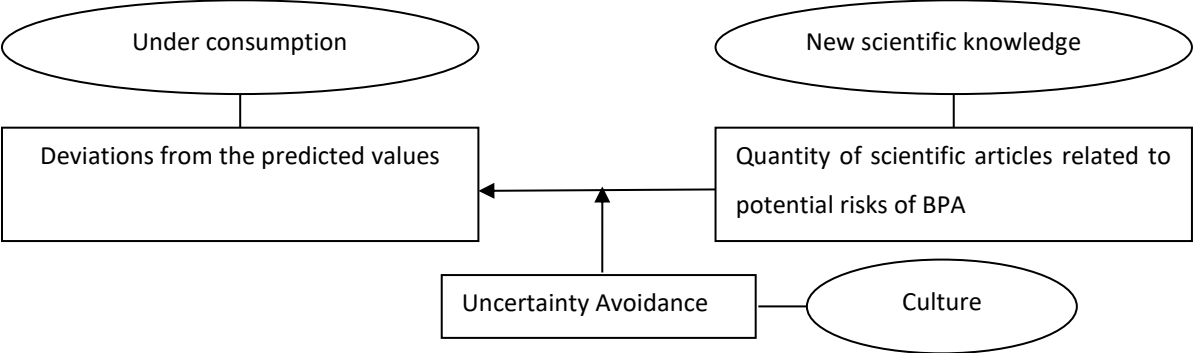 Under consumption
New scientific knowledge
Deviations from the predicted values
Quantity of scientific articles related to
potential risks of BPA
Uncertainty Avoidance
Culture